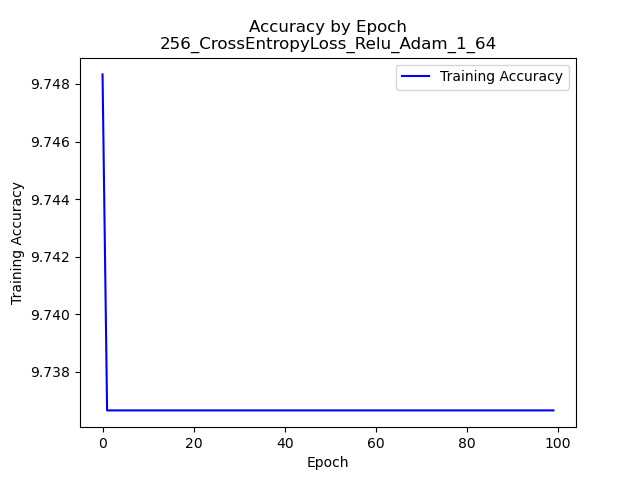 Accuracy by Epoch
256_CrossEntropyLoss_Relu_Adam_1_64
Training Accuracy
9.748
9.746
9.744
9.742
9.740
9.738
Training Accuracy
0 20 40 60 80 100
Epoch